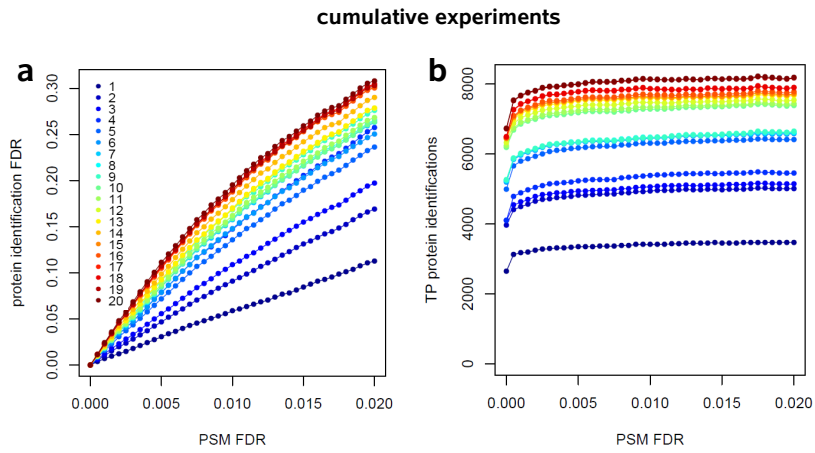 cumulative experiments
a
protein identification FDR
0.00 0.05 0.10 0.15 0.20 0.25 0.30
1
2
3
4
5
6
7
8
9
10
11
12
13
14
15
16
17
18
19
20
0.000 0.005 0.010 0.015 0.020
PSM FDR
b
TP protein identifications
0 2000 4000 6000 8000
0.000 0.005 0.010 0.015 0.020
PSM FDR